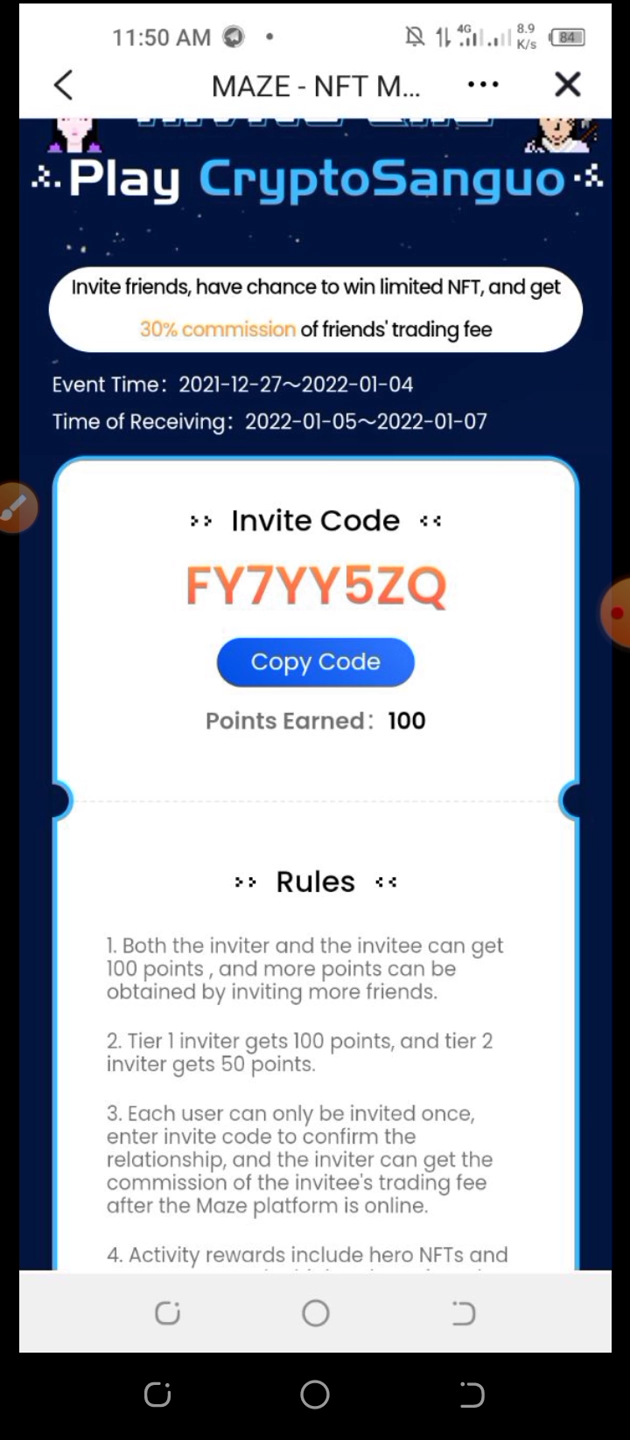 11:50 AM
4G
8.9
K/s
84
MAZE - NFT M...
Play CryptoSanguo
Invite friends, have chance to win limited NFT, and get
30% commission of friends' trading fee
Event Time: 2021-12-27～2022-01-04
Time of Receiving: 2022-01-05～2022-01-07
Invite Code
FY7YY5ZQ
Copy Code
Points Earned: 100
Rules
1. Both the inviter and the invitee can get
100 points , and more points can be
obtained by inviting more friends.
2. Tier 1 inviter gets 100 points, and tier 2
inviter gets 50 points.
3. Each user can only be invited once,
enter invite code to confirm the
relationship, and the inviter can get the
commission of the invitee's trading fee
after the Maze platform is online.
4. Activity rewards include hero NFTs and